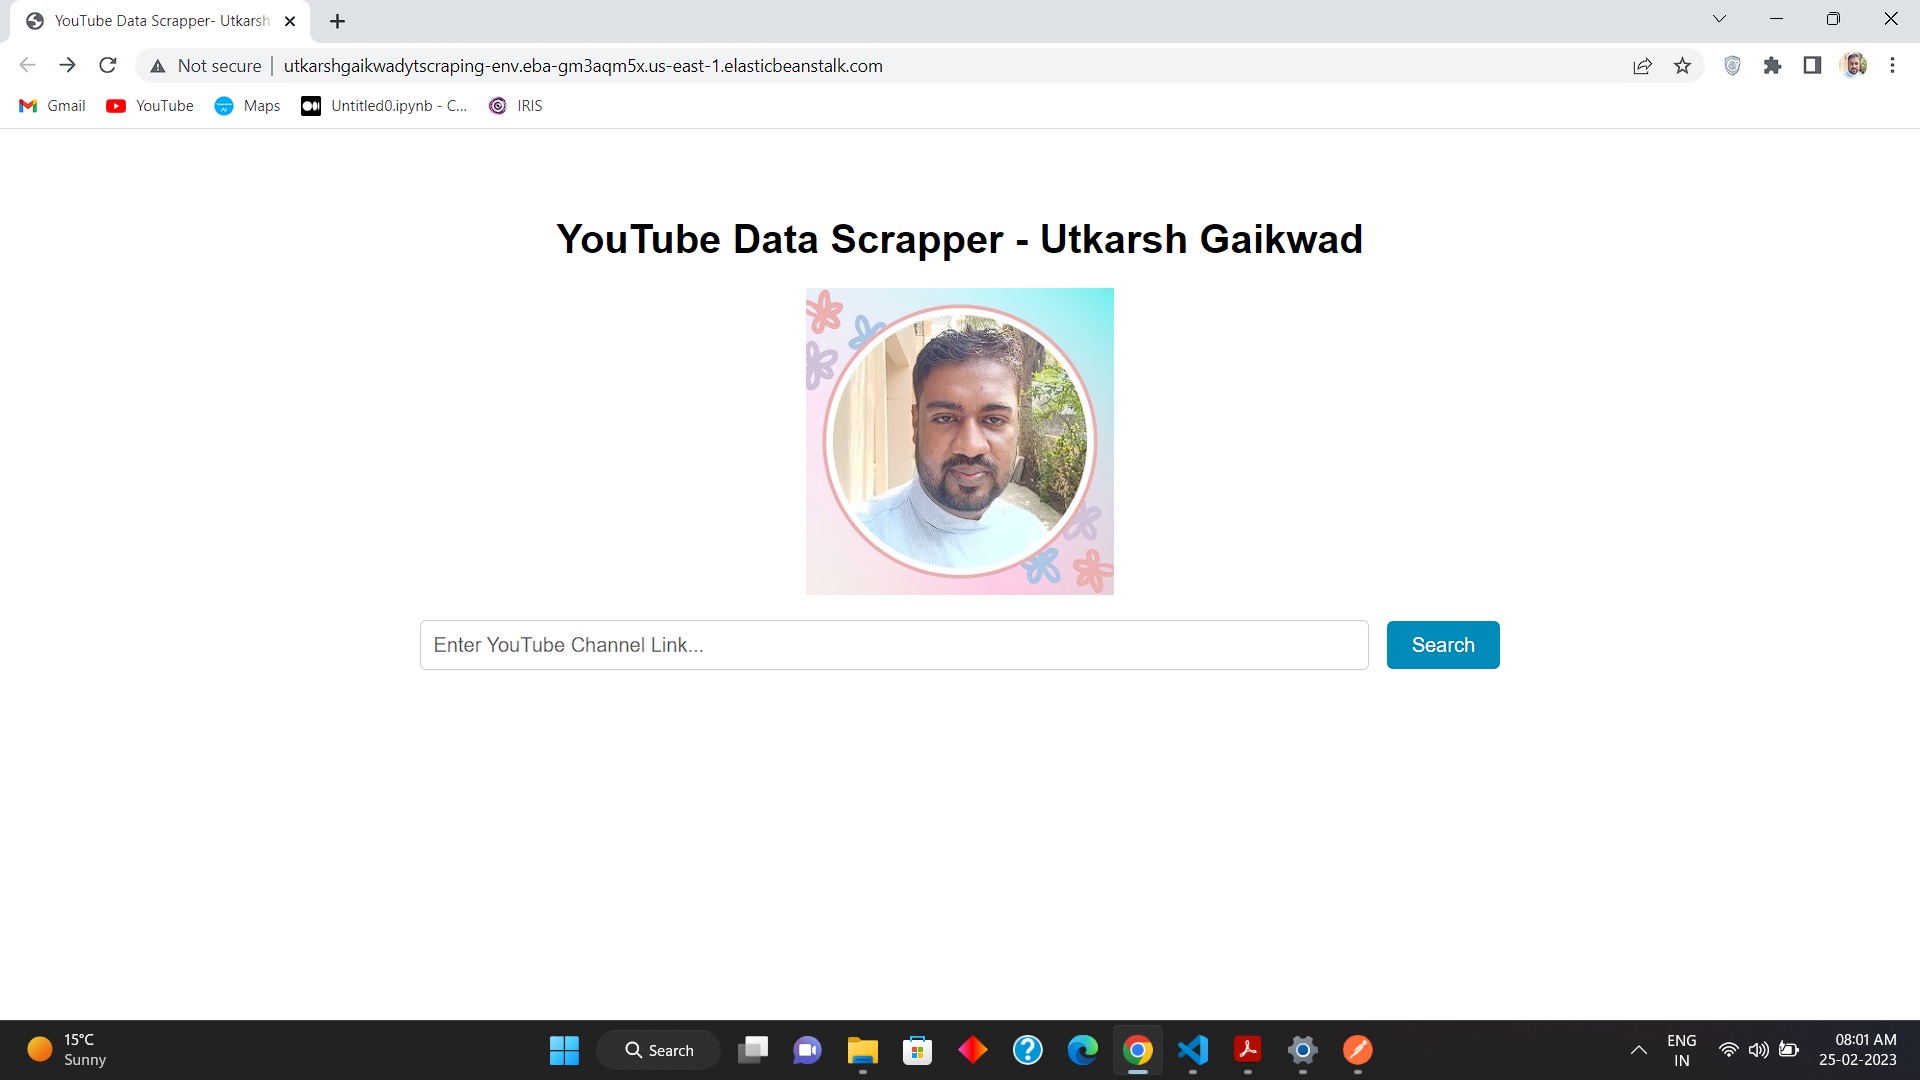 YouTube Data Scrapper- Utkarsh
Not secure
utkarshgaikwadytscraping-env.eba-gm3aqm5x.us-east-1.elasticbeanstalk.com
Gmail
YouTube
Maps
Untitled0.ipynb - C...
IRIS
YouTube Data Scrapper - Utkarsh Gaikwad
Enter YouTube Channel Link...
Search
15°C
Sunny
Search
ENG
IN
08:01 AM
25-02-2023